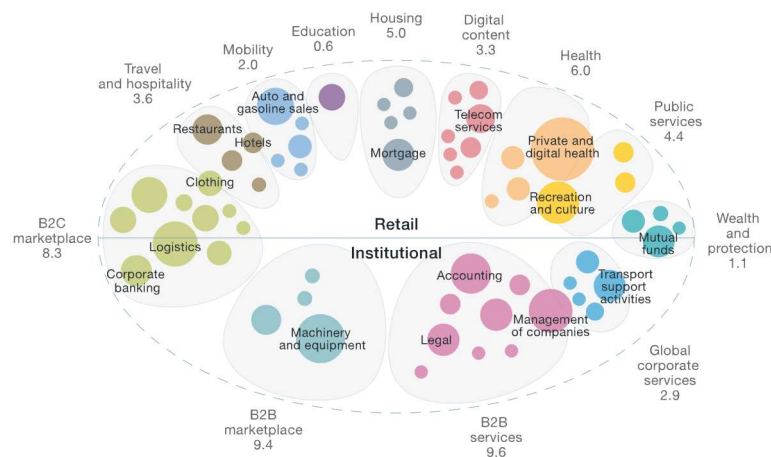 Housing
5.0
Digital
content
3.3
Education
0.6
Health
6.0
Mobility
2.0
Travel
and hospitality
3.6
Public
services
4.4
Auto and
gasoline sales
Restaurants
Hotels
Telecom
services
Private and
digital health
Mortgage
Clothing
Recreation
and culture
B2C
marketplace
8.3
Logistics
Corporate
banking
Retail
Institutional
Wealth and
protection
1.1
Mutual
funds
Accounting
Transport
support
activities
Machinery
and equipment
Legal
Management
of companies
Global
corporate
services
2.9
B2B
marketplace
9.4
B2B
services
9.6